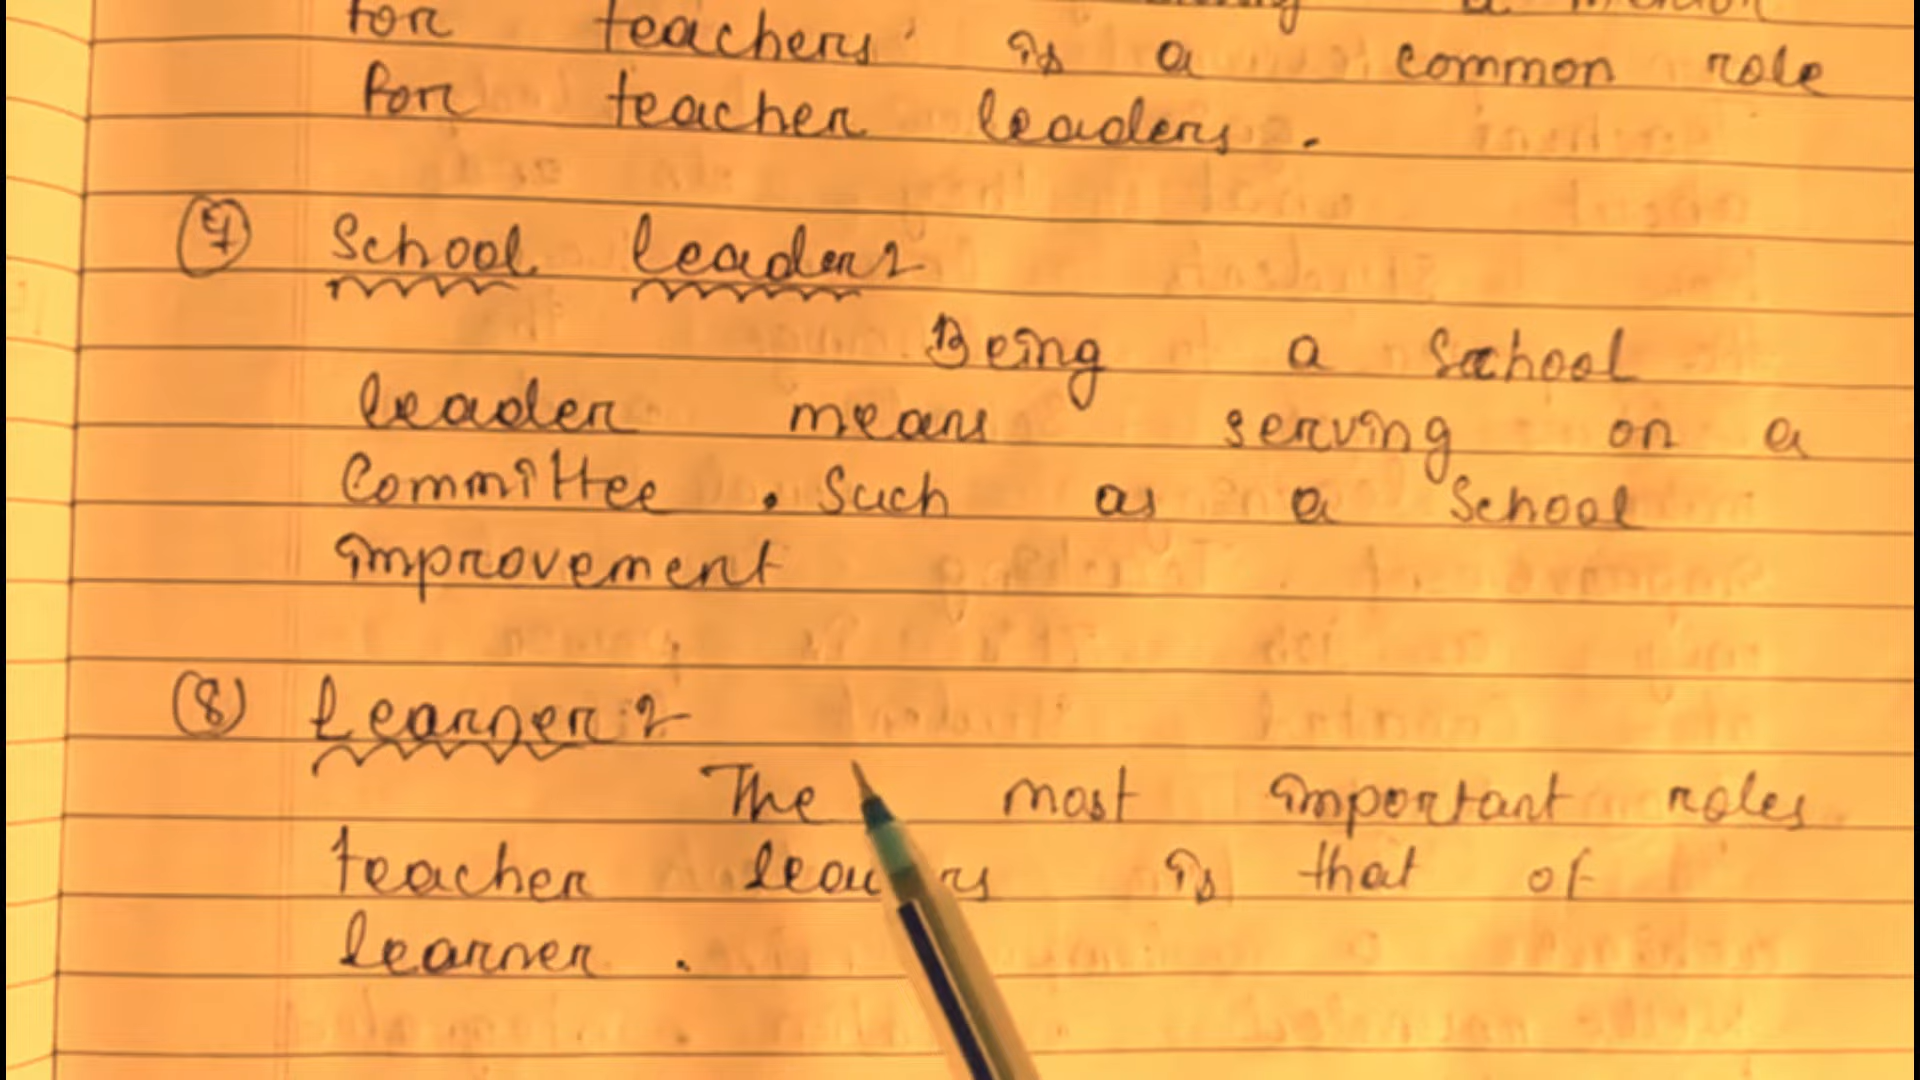 a mentor
for teachers is a common role
for teacher leaders.
(7) School leader
Being a School
leader means serving on a
Committee. Such as a School
improvement
(8) Learner
The most important roles
teacher is that of
learner.